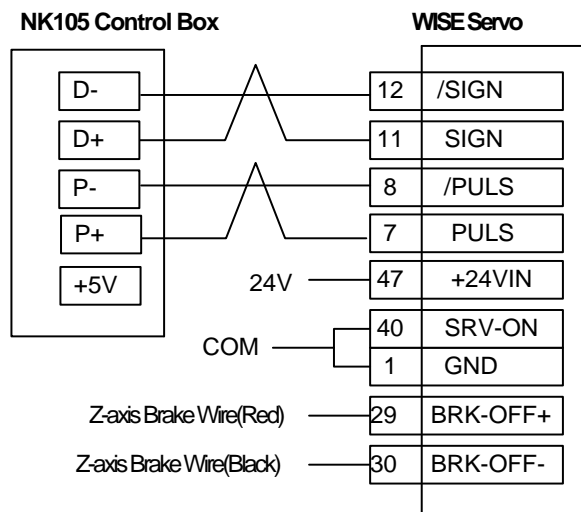 NK105 Control Box WISE Servo
D- 12 /SIGN
D+ 11 SIGN
P- 8 /PULS
P+ 7 PULS
+5V 24V 47 +24VIN
COM 40 SRV-ON
1 GND
Z-axis Brake Wire(Red) 29 BRK-OFF+
Z-axis Brake Wire(Black) 30 BRK-OFF-